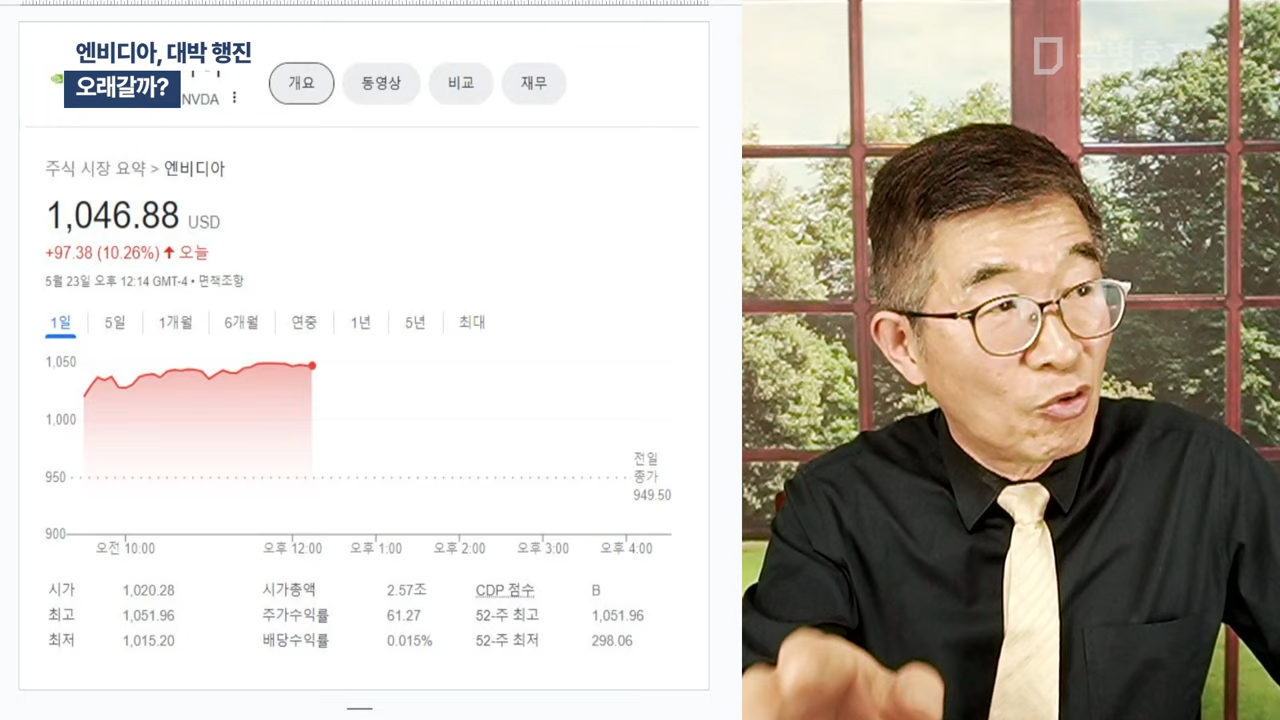 엔비디아, 대박 행진
오래갈까?
NVDA
개요 동영상 비교 재무
주식 시장 요약 > 엔비디아
1,046.88 USD
+97.38 (10.26%) ↑ 오늘
5월 23일 오후 12:14 GMT-4 • 면책조항
1일 5일 1개월 6개월 연중 1년 5년 최대
1,050
1,000
950
900
전일
종가
949.50
오전 10:00 오후 12:00 오후 1:00 오후 2:00 오후 3:00 오후 4:00
시가 1,020.28 시가총액 2.57조 CDP 점수 B
최고 1,051.96 주가수익률 61.27 52-주 최고 1,051.96
최저 1,015.20 배당수익률 0.015% 52-주 최저 298.06